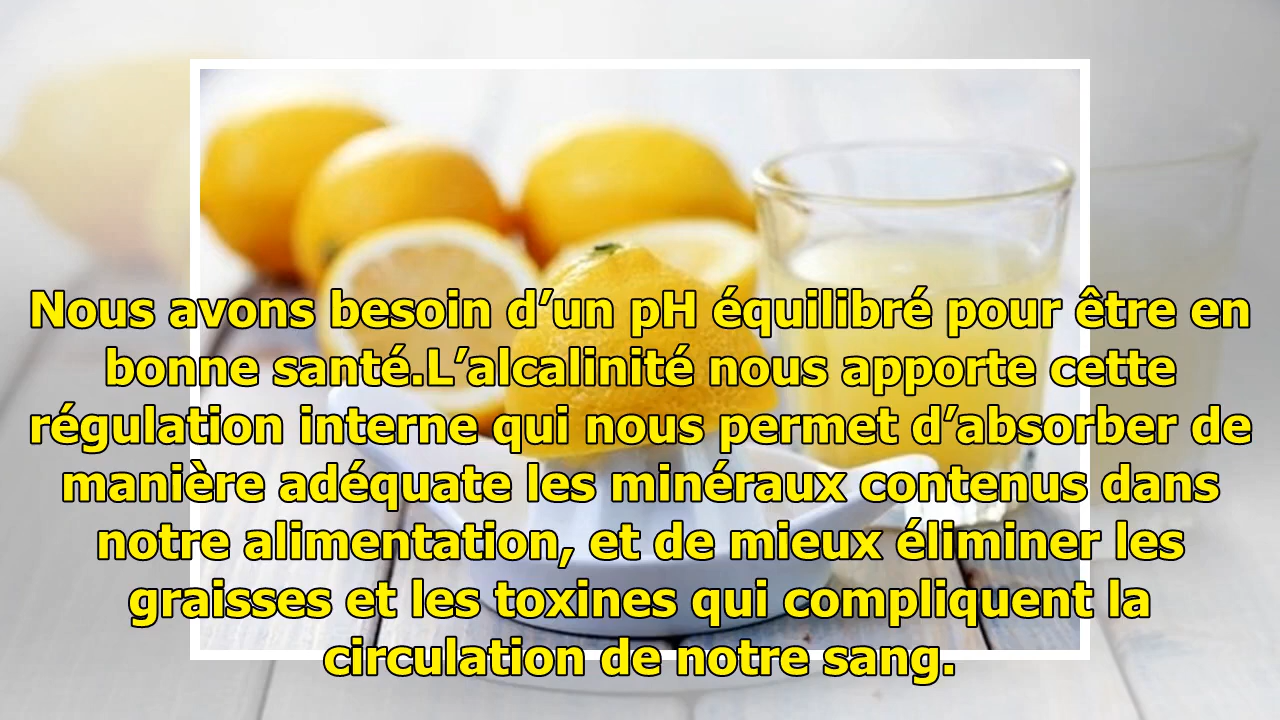 Nous avons besoin d’un pH équilibré pour être en
bonne santé.L’alcalinité nous apporte cette
régulation interne qui nous permet d’absorber de
manière adéquate les minéraux contenus dans
notre alimentation, et de mieux éliminer les
graisses et les toxines qui compliquent la
circulation de notre sang.